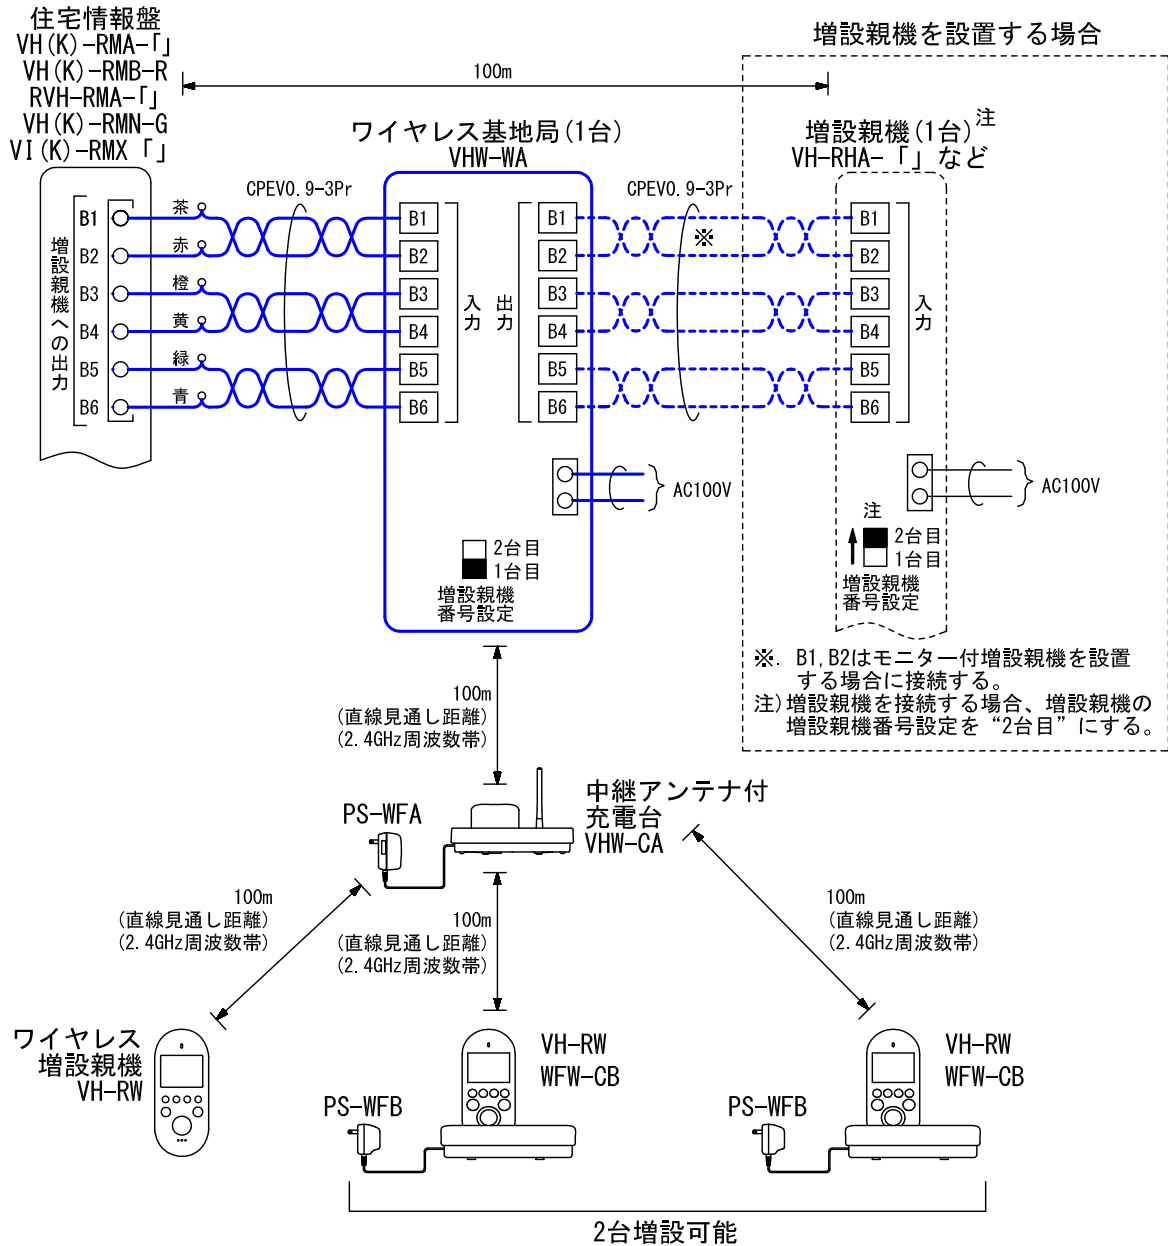 住宅情報盤
VH(K)-RMA-「」
VH(K)-RMB-R
RVH-RMA-「」
VH(K)-RMN-G
VI(K)-RMX「」
100m
増設親機を設置する場合
ワイヤレス基地局(1台)
VHW-WA
増設親機(1台)注
VH-RHA-「」など
CPEV0.9-3Pr
CPEV0.9-3Pr
増設親機への出力
B1
B2
B3
B4
B5
B6
茶
赤
橙
黄
緑
青
B1
B2
B3
B4
B5
B6
入力
出力
B1
B2
B3
B4
B5
B6
※
B1
B2
B3
B4
B5
B6
入力
AC100V
AC100V
2台目
1台目
増設親機
番号設定
注
2台目
1台目
増設親機
番号設定
※. B1,B2はモニター付増設親機を設置
する場合に接続する。
注)増設親機を接続する場合、増設親機の
増設親機番号設定を“2台目”にする。
100m
(直線見通し距離)
(2.4GHz周波数帯)
PS-WFA
中継アンテナ付
充電台
VHW-CA
100m
(直線見通し距離)
(2.4GHz周波数帯)
100m
(直線見通し距離)
(2.4GHz周波数帯)
100m
(直線見通し距離)
(2.4GHz周波数帯)
ワイヤレス
増設親機
VH-RW
VH-RW
WFW-CB
PS-WFB
VH-RW
WFW-CB
PS-WFB
2台増設可能